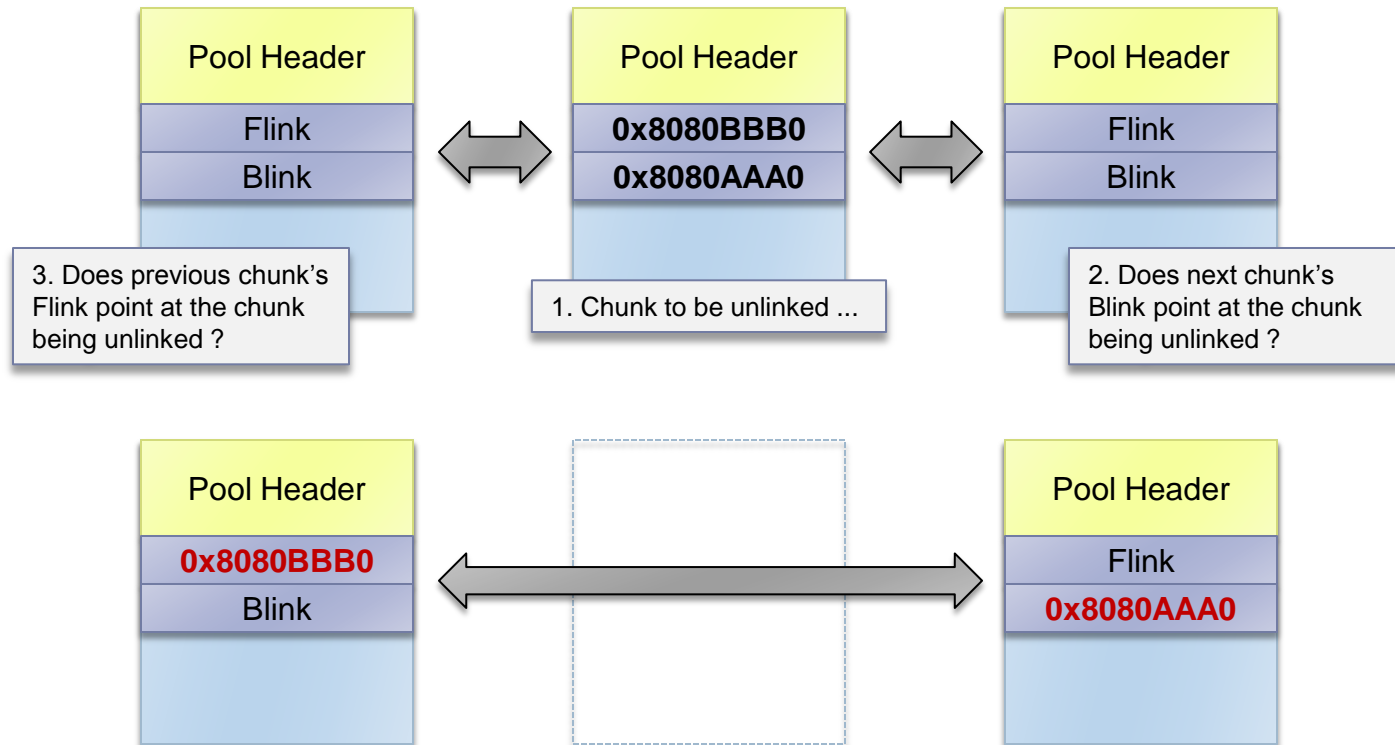 Pool Header
Flink
Blink
3. Does previous chunk’s
Flink point at the chunk
being unlinked ?
Pool Header
0x8080BBB0
0x8080AAA0
1. Chunk to be unlinked ...
Pool Header
Flink
Blink
2. Does next chunk’s
Blink point at the chunk
being unlinked ?
Pool Header
0x8080BBB0
Blink
Pool Header
Flink
0x8080AAA0